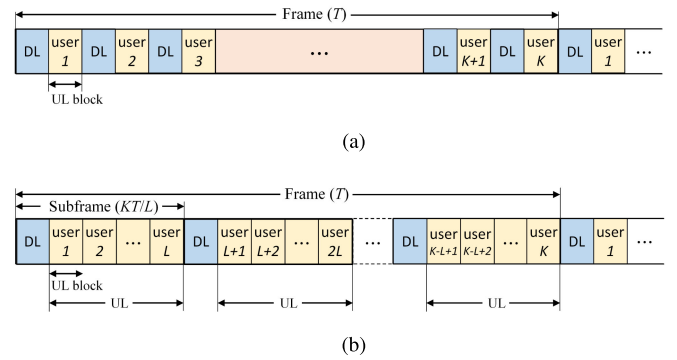 Frame (T)
DL user 1 DL user 2 DL user 3 ... DL user K+1 DL user K DL user 1 ...
UL block
(a)
Frame (T)
Subframe (KT/L)
DL user 1 user 2 ... user L DL user L+1 user L+2 ... user 2L ... DL user K-L+1 user K-L+2 ... user K DL user 1 ...
UL block
UL UL UL
(b)